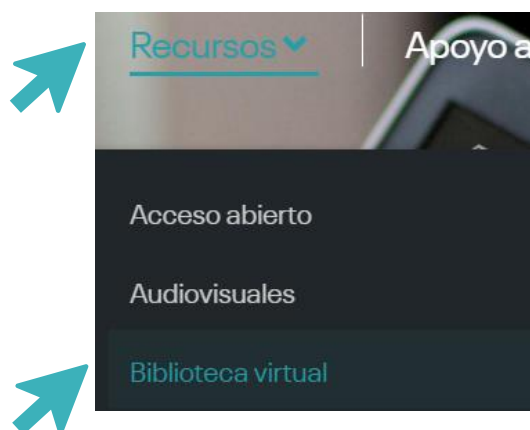 Recursos
Apoyo a
Acceso abierto
Audiovisuales
Biblioteca virtual